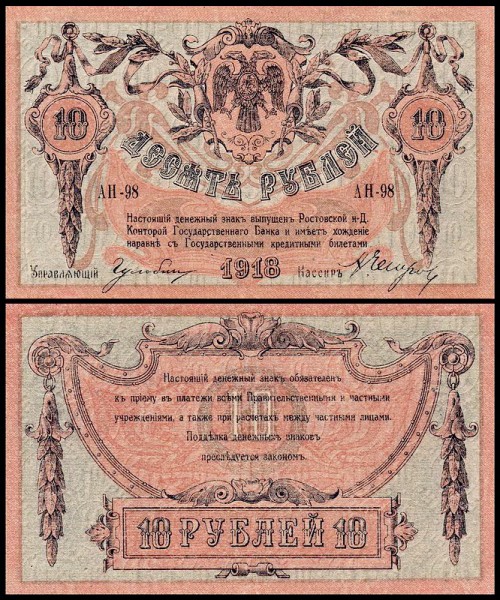 10
10
ДЕСЯТЬ РУБЛЕЙ
АН-98
АН-98
Настоящій денежный знакъ выпущенъ Ростовской н-Д.
Конторой Государственнаго Банка и имѣетъ хожденіе
наравнѣ съ Государственными кредитными билетами
Управляющій
1918
Кассиръ
Настоящій денежный знакъ обязателенъ
къ пріему въ платежи всѣми Правительственными и частными
учрежденіями, а также при расчетахъ между частными лицами.
Поддѣлка денежныхъ знаковъ
преслѣдуется закономъ.
10 РУБЛЕЙ 10